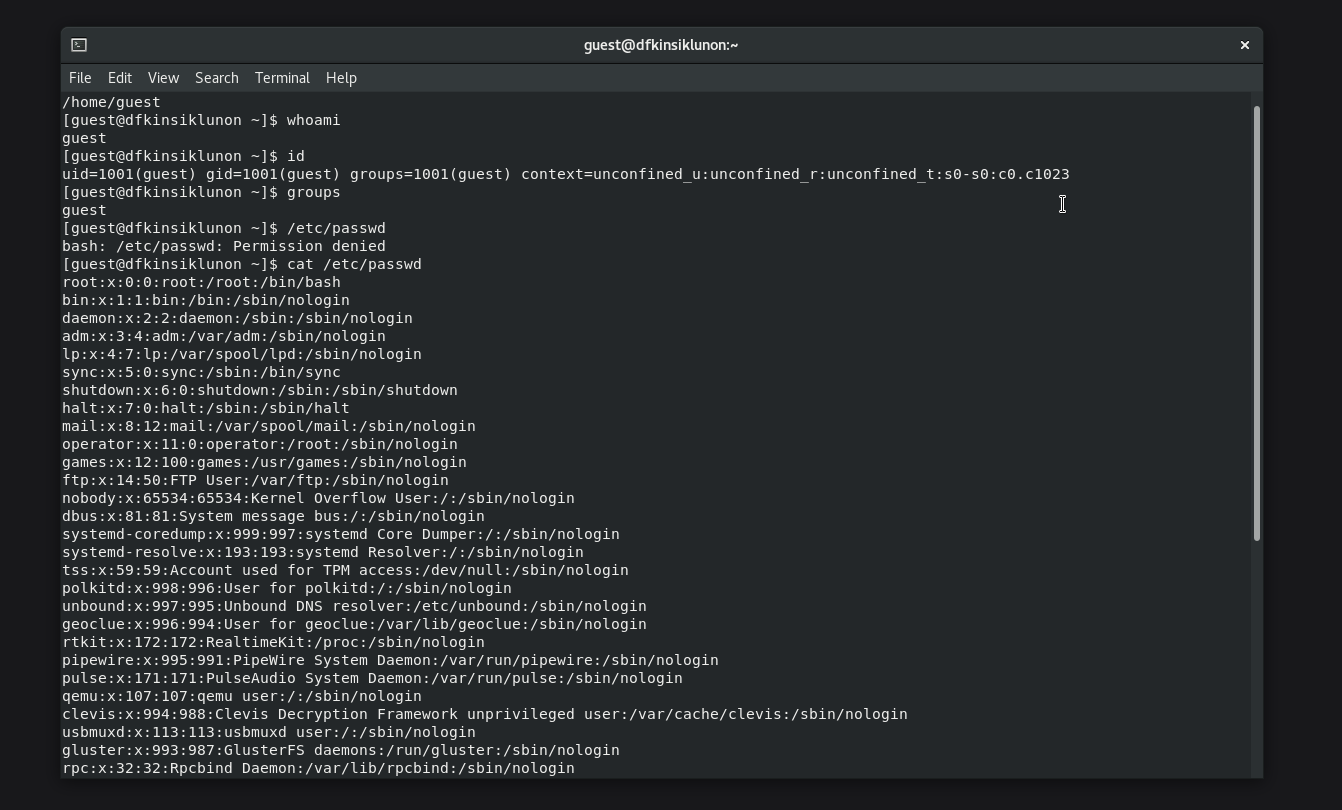 guest@dfkinsiklunon:~
File Edit View Search Terminal Help
/home/guest
[guest@dfkinsiklunon ~]$ whoami
guest
[guest@dfkinsiklunon ~]$ id
uid=1001(guest) gid=1001(guest) groups=1001(guest) context=unconfined_u:unconfined_r:unconfined_t:s0-s0:c0.c1023
[guest@dfkinsiklunon ~]$ groups
guest
[guest@dfkinsiklunon ~]$ /etc/passwd
bash: /etc/passwd: Permission denied
[guest@dfkinsiklunon ~]$ cat /etc/passwd
root:x:0:0:root:/root:/bin/bash
bin:x:1:1:bin:/bin:/sbin/nologin
daemon:x:2:2:daemon:/sbin:/sbin/nologin
adm:x:3:4:adm:/var/adm:/sbin/nologin
lp:x:4:7:lp:/var/spool/lpd:/sbin/nologin
sync:x:5:0:sync:/sbin:/bin/sync
shutdown:x:6:0:shutdown:/sbin:/sbin/shutdown
halt:x:7:0:halt:/sbin:/sbin/halt
mail:x:8:12:mail:/var/spool/mail:/sbin/nologin
operator:x:11:0:operator:/root:/sbin/nologin
games:x:12:100:games:/usr/games:/sbin/nologin
ftp:x:14:50:FTP User:/var/ftp:/sbin/nologin
nobody:x:65534:65534:Kernel Overflow User:/:/sbin/nologin
dbus:x:81:81:System message bus:/:/sbin/nologin
systemd-coredump:x:999:997:systemd Core Dumper:/:/sbin/nologin
systemd-resolve:x:193:193:systemd Resolver:/:/sbin/nologin
tss:x:59:59:Account used for TPM access:/dev/null:/sbin/nologin
polkitd:x:998:996:User for polkitd:/:/sbin/nologin
unbound:x:997:995:Unbound DNS resolver:/etc/unbound:/sbin/nologin
geoclue:x:996:994:User for geoclue:/var/lib/geoclue:/sbin/nologin
rtkit:x:172:172:RealtimeKit:/proc:/sbin/nologin
pipewire:x:995:991:PipeWire System Daemon:/var/run/pipewire:/sbin/nologin
pulse:x:171:171:PulseAudio System Daemon:/var/run/pulse:/sbin/nologin
qemu:x:107:107:qemu user:/:/sbin/nologin
clevis:x:994:988:Clevis Decryption Framework unprivileged user:/var/cache/clevis:/sbin/nologin
usbmuxd:x:113:113:usbmuxd user:/:/sbin/nologin
gluster:x:993:987:GlusterFS daemons:/run/gluster:/sbin/nologin
rpc:x:32:32:Rpcbind Daemon:/var/lib/rpcbind:/sbin/nologin